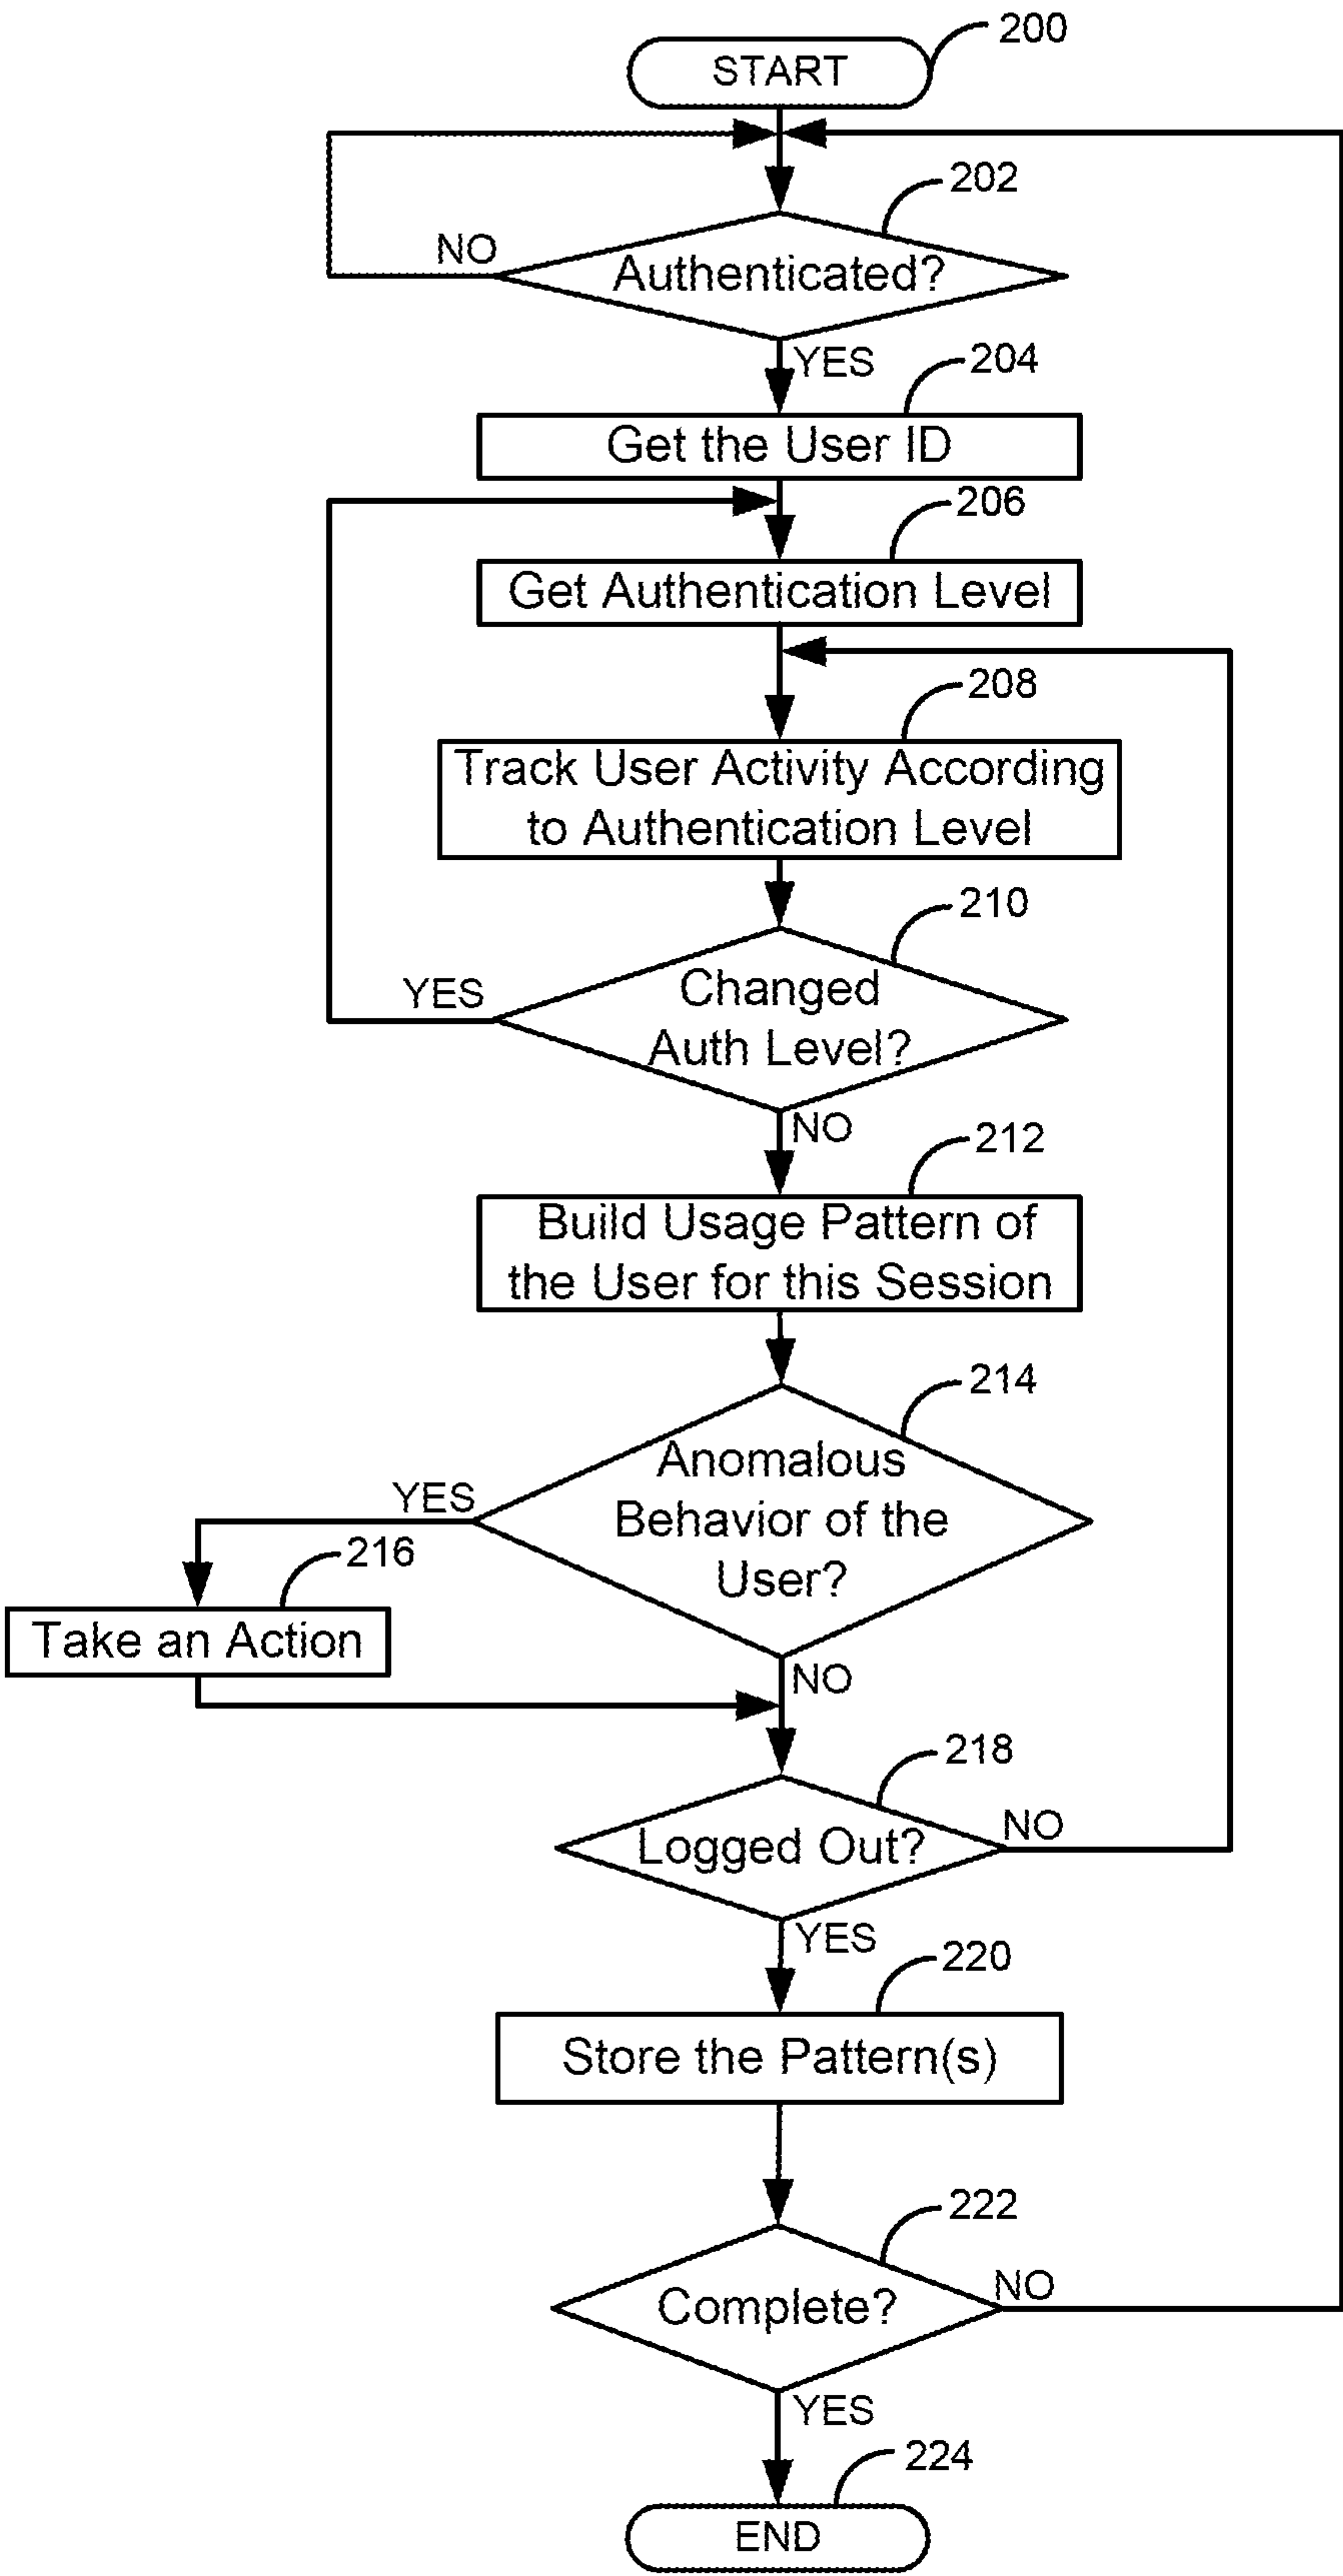 START
200
202
NO
Authenticated?
YES
204
Get the User ID
206
Get Authentication Level
208
Track User Activity According
to Authentication Level
210
YES
Changed
Auth Level?
NO
212
Build Usage Pattern of
the User for this Session
214
YES
Anomalous
Behavior of the
User?
216
Take an Action
NO
218
Logged Out?
NO
YES
220
Store the Pattern(s)
222
Complete?
NO
YES
224
END